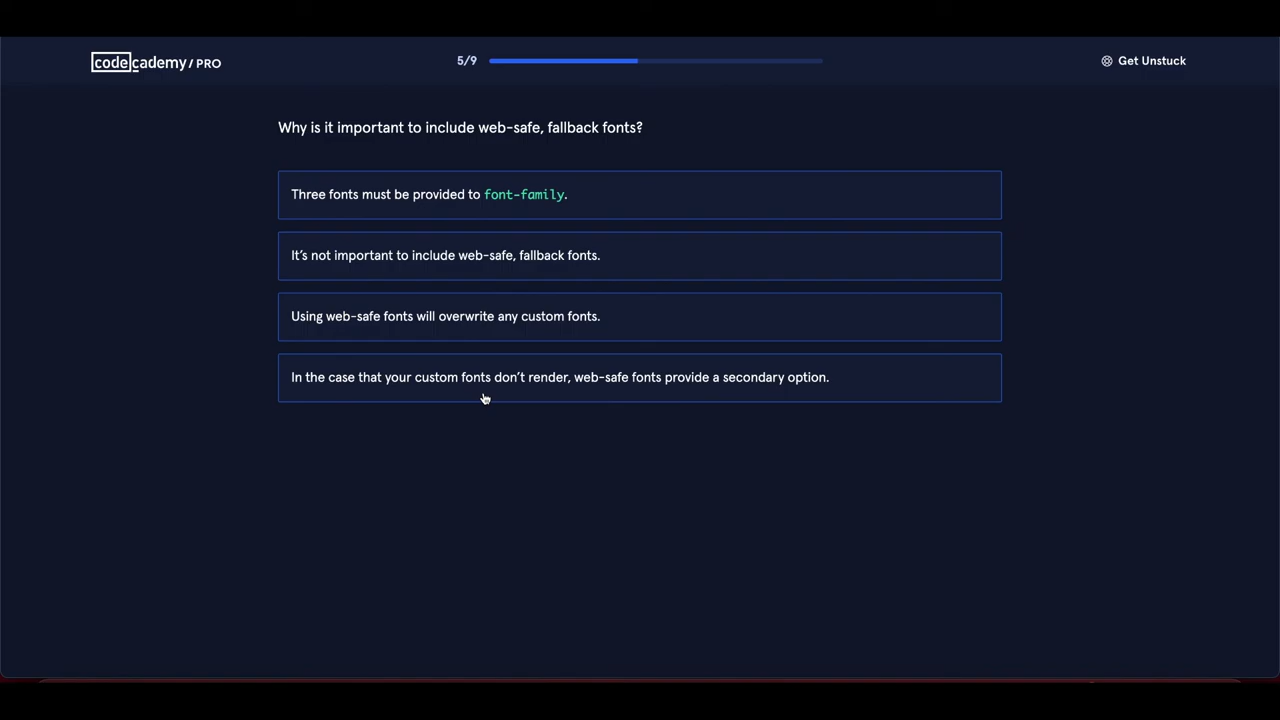 codecademy/PRO
5/9
Get Unstuck
Why is it important to include web-safe, fallback fonts?
Three fonts must be provided to font-family.
It's not important to include web-safe, fallback fonts.
Using web-safe fonts will overwrite any custom fonts.
In the case that your custom fonts don't render, web-safe fonts provide a secondary option.